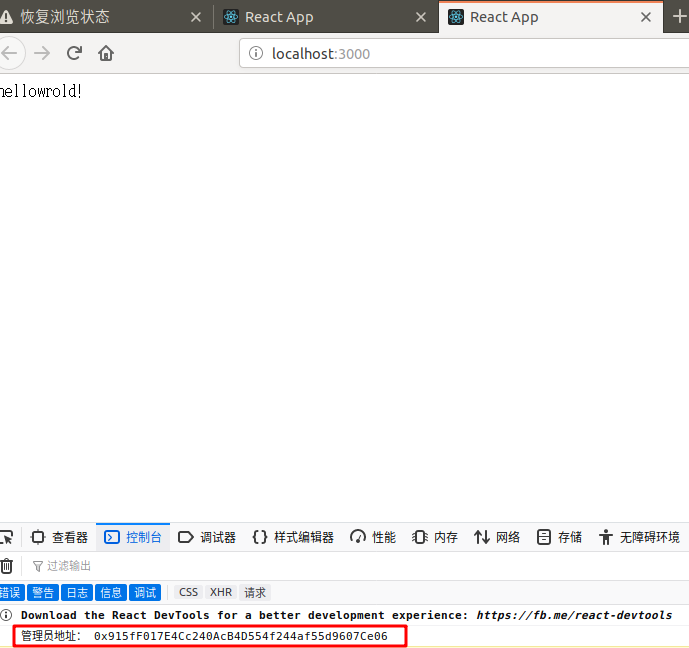 恢复浏览状态 React App React App
localhost:3000
hellowrold!
查看器 控制台 调试器 样式编辑器 性能 内存 网络 存储 无障碍环境
过滤输出
错误 警告 日志 信息 调试 CSS XHR 请求
Download the React DevTools for a better development experience: https://fb.me/react-devtools
管理员地址: 0x915fF017E4Cc240AcB4D554f244af55d9607Ce06